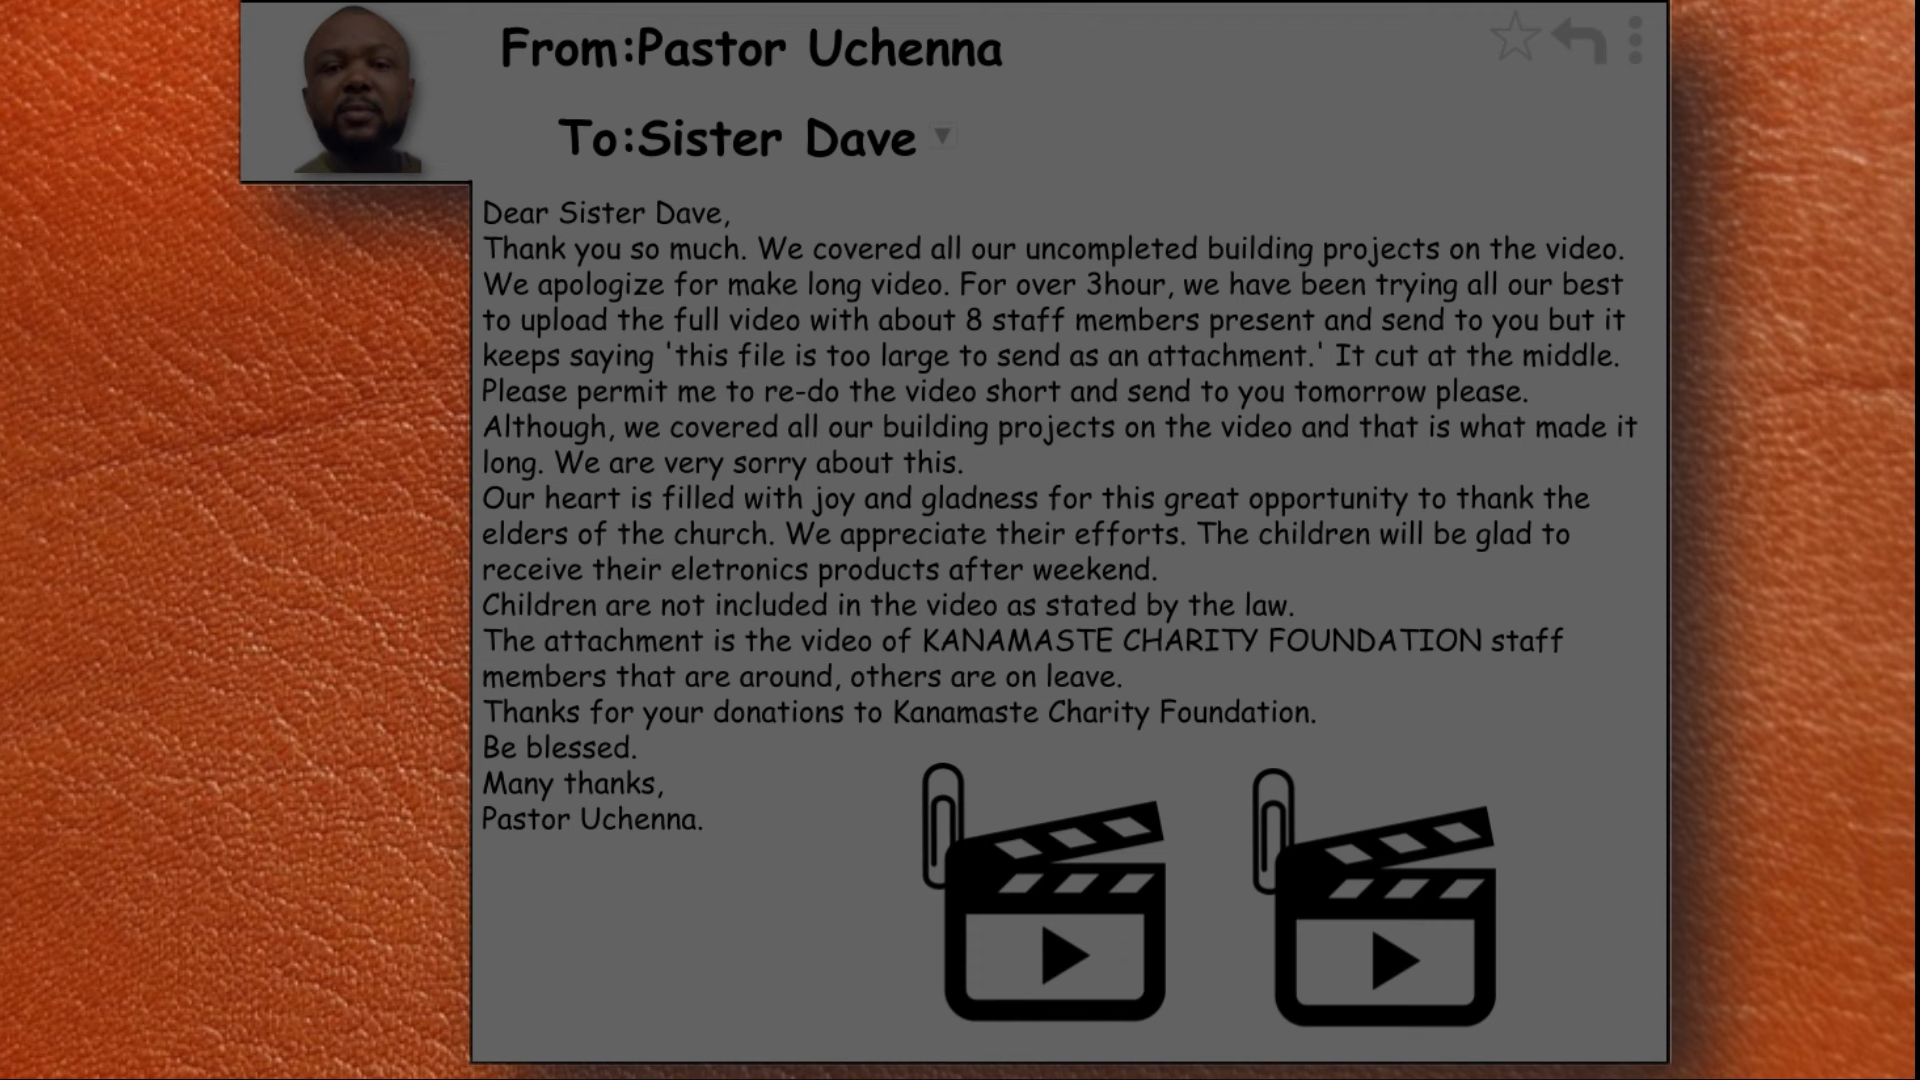 From:Pastor Uchenna
To:Sister Dave
Dear Sister Dave,
Thank you so much. We covered all our uncompleted building projects on the video.
We apologize for make long video. For over 3hour, we have been trying all our best
to upload the full video with about 8 staff members present and send to you but it
keeps saying 'this file is too large to send as an attachment.' It cut at the middle.
Please permit me to re-do the video short and send to you tomorrow please.
Although, we covered all our building projects on the video and that is what made it
long. We are very sorry about this.
Our heart is filled with joy and gladness for this great opportunity to thank the
elders of the church. We appreciate their efforts. The children will be glad to
receive their eletronics products after weekend.
Children are not included in the video as stated by the law.
The attachment is the video of KANAMASTE CHARITY FOUNDATION staff
members that are around, others are on leave.
Thanks for your donations to Kanamaste Charity Foundation.
Be blessed.
Many thanks,
Pastor Uchenna.